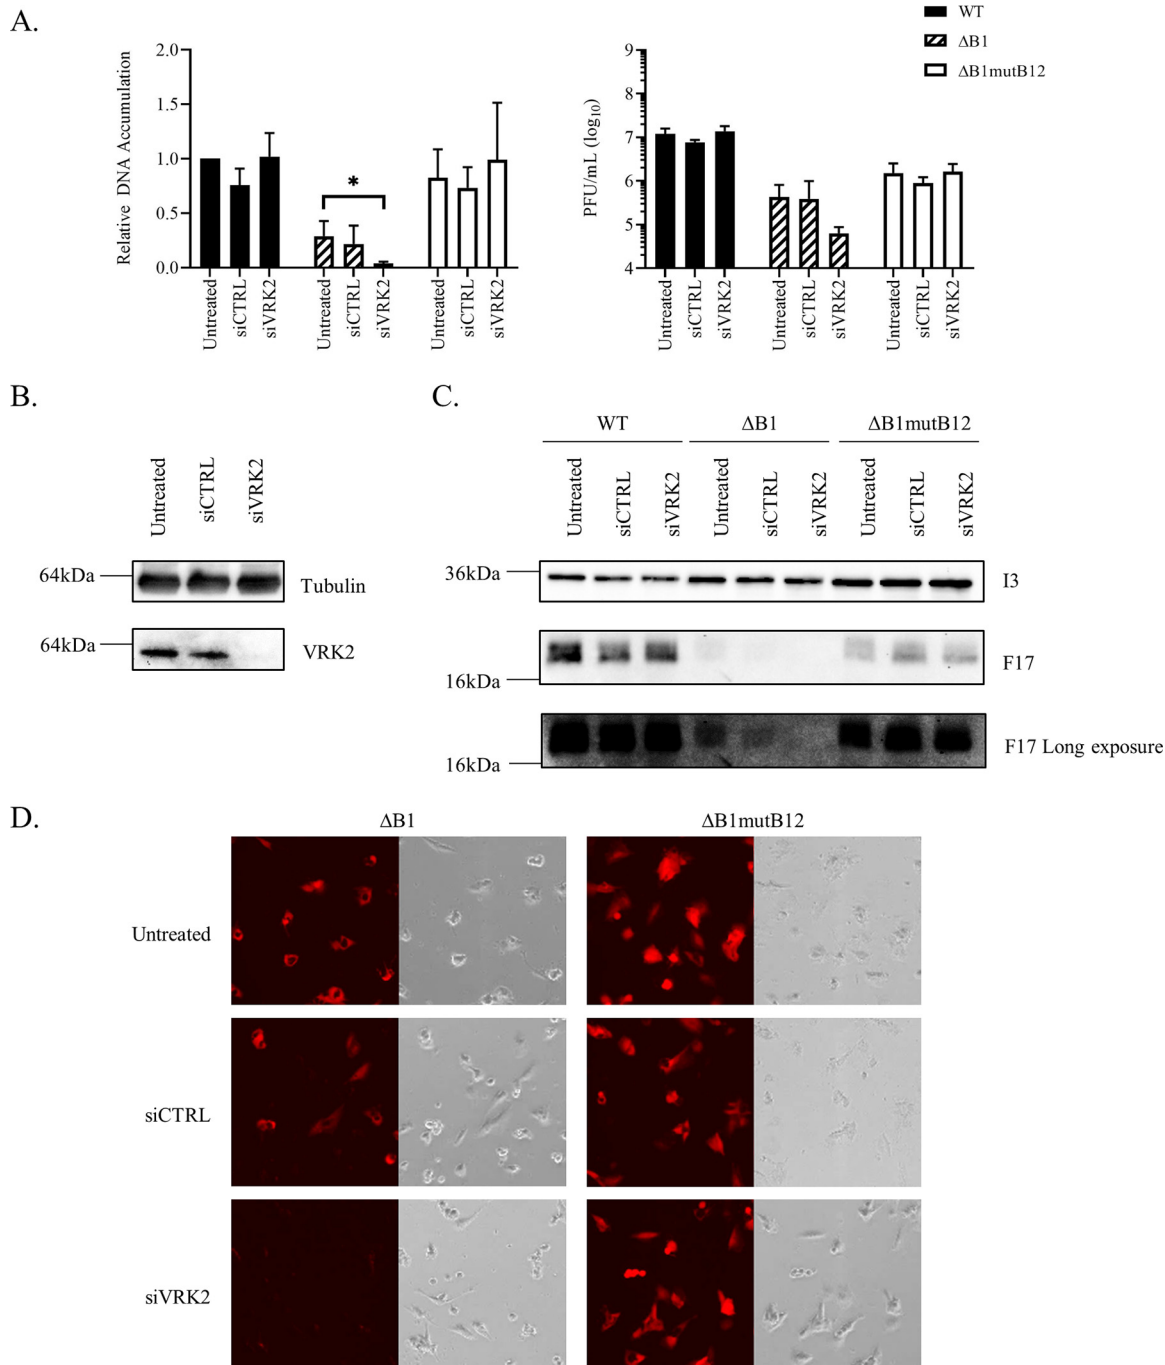 A.
WT
ΔB1
ΔB1mutB12
Relative DNA Accumulation
2.0
1.5
1.0
0.5
0.0
Untreated
siCTRL
siVRK2
Untreated
siCTRL
siVRK2
Untreated
siCTRL
siVRK2
*
PFU/mL (log10)
9
8
7
6
5
4
Untreated
siCTRL
siVRK2
Untreated
siCTRL
siVRK2
Untreated
siCTRL
siVRK2
B.
Untreated
siCTRL
siVRK2
64kDa
Tubulin
64kDa
VRK2
C.
WT
ΔB1
ΔB1mutB12
Untreated
siCTRL
siVRK2
Untreated
siCTRL
siVRK2
Untreated
siCTRL
siVRK2
36kDa
I3
F17
16kDa
F17 Long exposure
16kDa
D.
ΔB1
ΔB1mutB12
Untreated
siCTRL
siVRK2